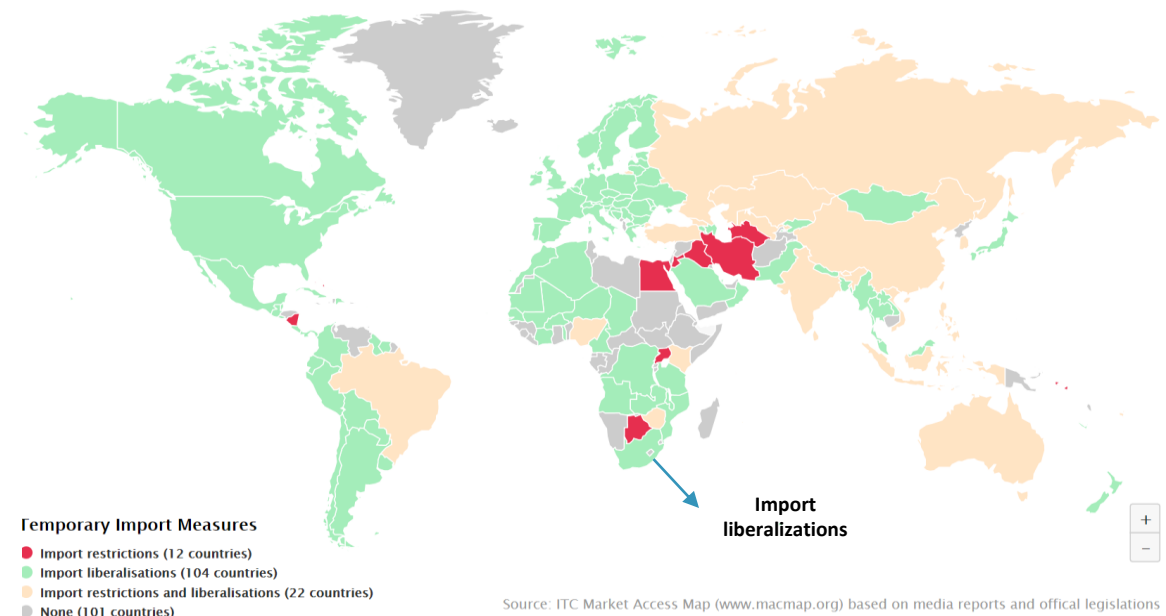 Import
liberalizations
Temporary Import Measures
Import restrictions (12 countries)
Import liberalisations (104 countries)
Import restrictions and liberalisations (22 countries)
None (101 countries)
+
−
Source: ITC Market Access Map (www.macmap.org) based on media reports and offical legislations